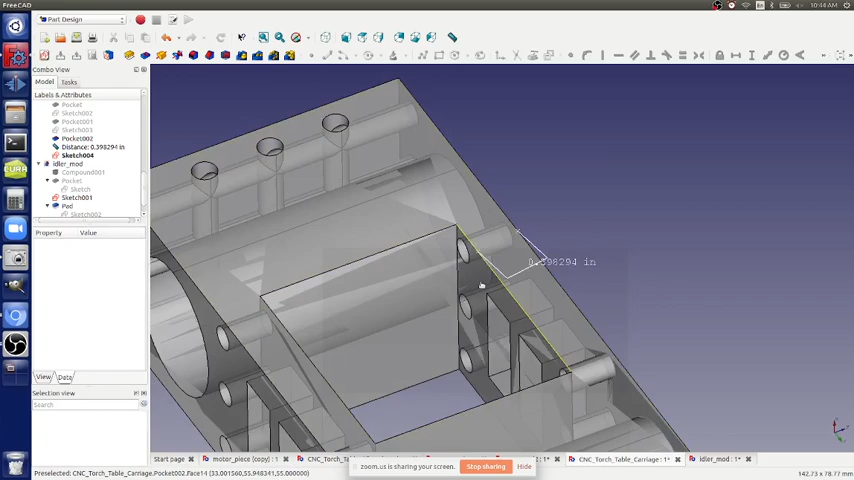 FreeCAD
En
10:44 AM
Part Design
Combo View
Model
Tasks
Labels & Attributes
Pocket
Sketch002
Pocket001
Sketch003
Pocket002
Distance: 0.398294 in
Sketch004
idler_mod
Compound001
Pocket
Sketch
Sketch001
Pad
Sketch002
Property
Value
View
Data
Selection view
Search
0.398294 in
Start page
motor_piece (copy) : 1
CNC_Torch_Table_Carriage : 1*
idler_mod : 1*
zoom.us is sharing your screen.
Stop sharing
Hide
Preselected: CNC_Torch_Table_Carriage.Pocket002.Face14 (33.001560,55.948341,55.000000)
142.73 x 78.77 mm